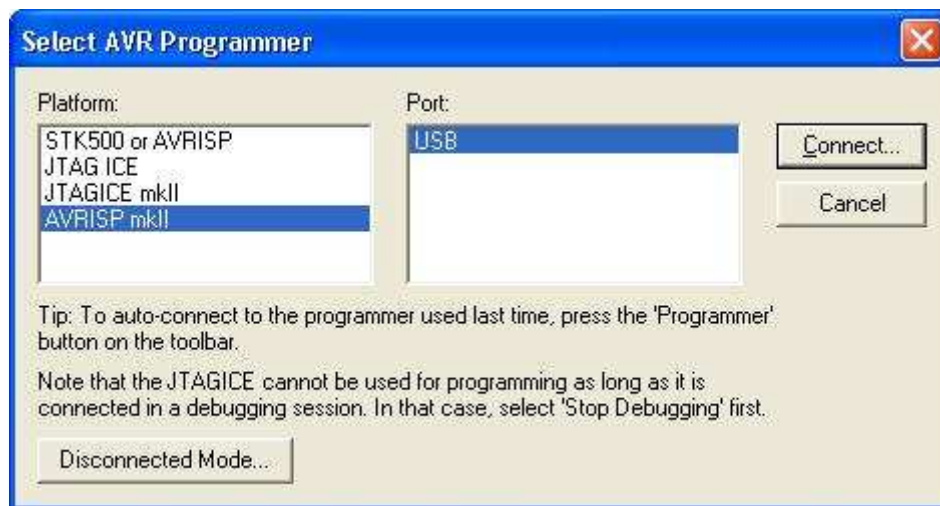 Select AVR Programmer
Platform:
Port:
STK500 or AVRISP
JTAG ICE
JTAGICE mkII
AVRISP mkII
USB
Connect...
Cancel
Tip: To auto-connect to the programmer used last time, press the 'Programmer'
button on the toolbar.
Note that the JTAGICE cannot be used for programming as long as it is
connected in a debugging session. In that case, select 'Stop Debugging' first.
Disconnected Mode...